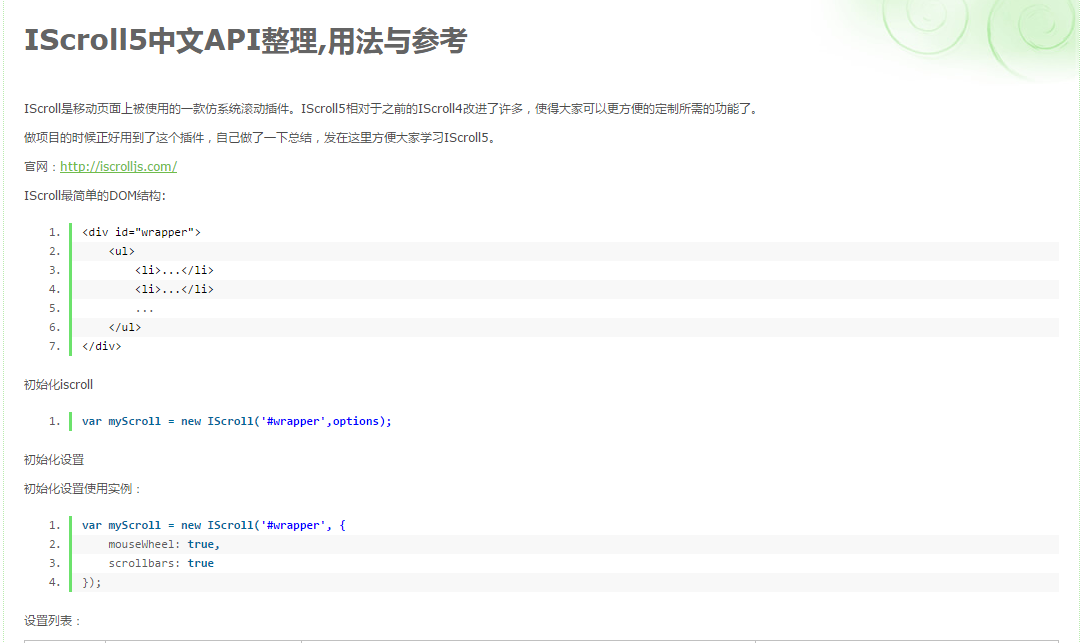 IScroll5中文API整理,用法与参考
IScroll是移动页面上被使用的一款仿系统滚动插件。IScroll5相对于之前的IScroll4改进了许多，使得大家可以更方便的定制所需的功能了。
做项目的时候正好用到了这个插件，自己做了一下总结，发在这里方便大家学习IScroll5。
官网：http://iscrolljs.com/
IScroll最简单的DOM结构:
1. <div id="wrapper">
2.     <ul>
3.         <li>...</li>
4.         <li>...</li>
5.         ...
6.     </ul>
7. </div>
初始化iscroll
1. var myScroll = new IScroll('#wrapper',options);
初始化设置
初始化设置使用实例：
1. var myScroll = new IScroll('#wrapper', {
2.     mouseWheel: true,
3.     scrollbars: true
4. });
设置列表：